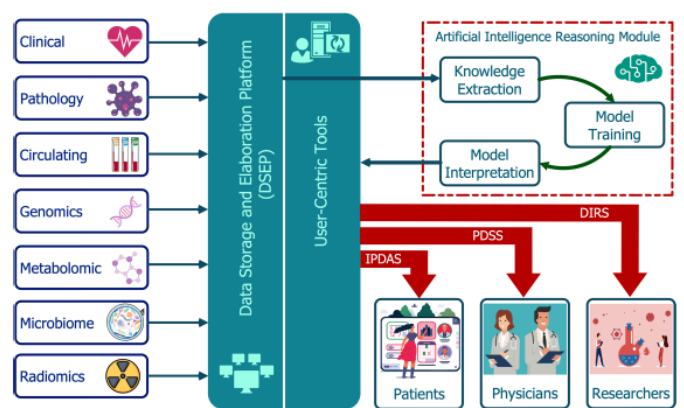 Clinical
Pathology
Circulating
Genomics
Metabolomic
Microbiome
Radiomics
Data Storage and Elaboration Platform
(DSEP)
User-Centric Tools
Artificial Intelligence Reasoning Module
Knowledge
Extraction
Model
Training
Model
Interpretation
DIRS
PDSS
IPDAS
Patients
Physicians
Researchers